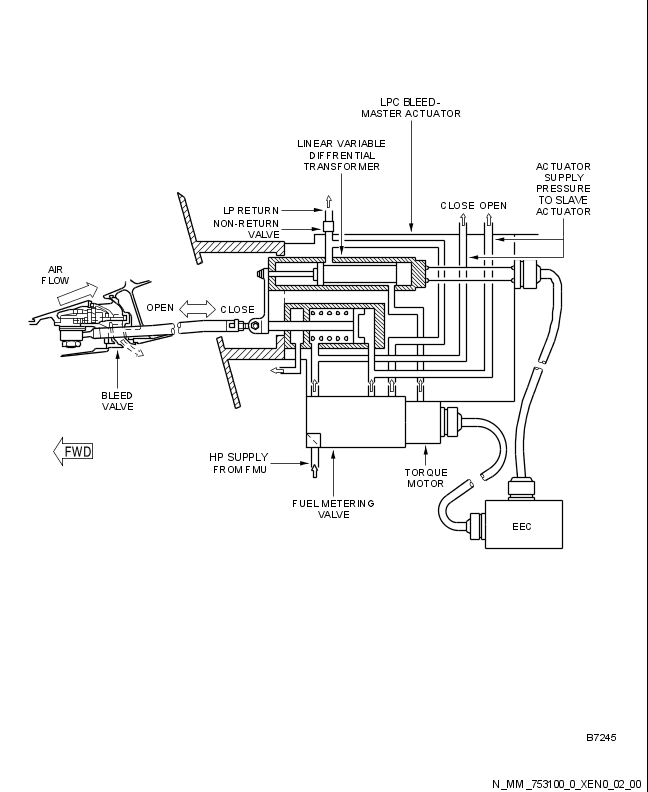 LPC BLEED-
MASTER ACTUATOR
LINEAR VARIABLE
DIFFRENTIAL
TRANSFORMER
ACTUATOR
SUPPLY
PRESSURE
TO SLAVE
ACTUATOR
LP RETURN
NON-RETURN
VALVE
CLOSE OPEN
AIR
FLOW
OPEN
CLOSE
BLEED
VALVE
FWD
HP SUPPLY
FROM FMU
FUEL METERING
VALVE
TORQUE
MOTOR
EEC
B7245
N_MM_753100_0_XEN0_02_00